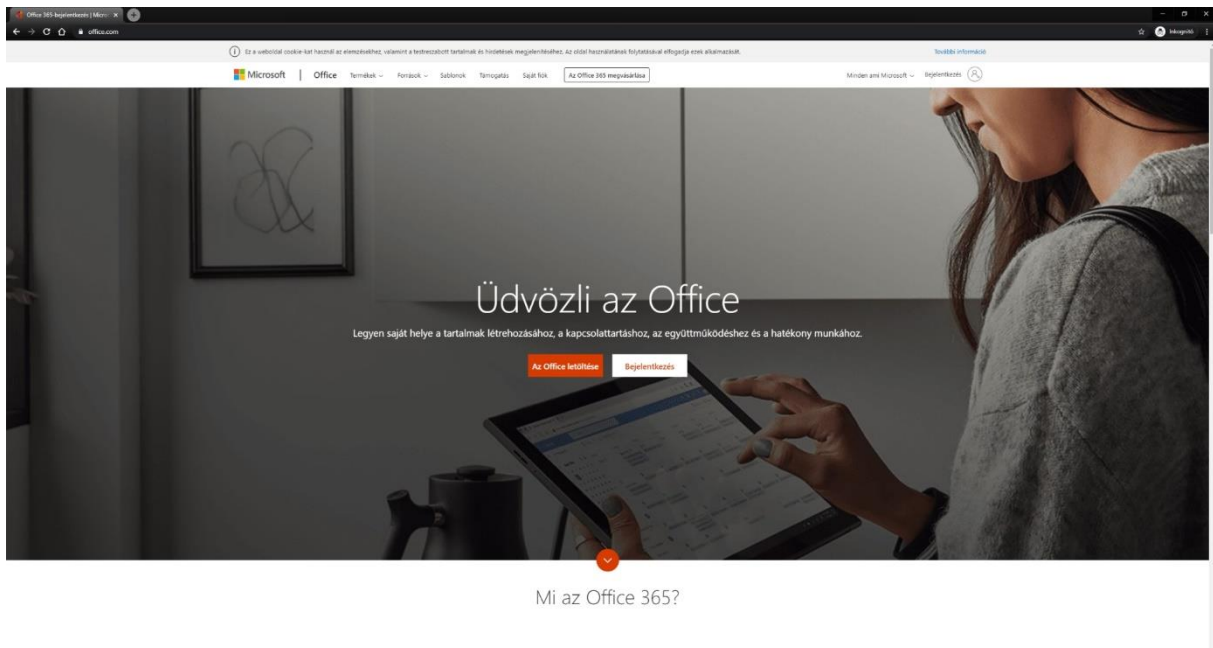 Office 365-bejelentkezés | Micro
office.com
Inkognitó
Ez a weboldal cookie-kat használ az elemzésekhez, valamint a testreszabott tartalmak és hirdetések megjelenítéséhez. Az oldal használatának folytatásával elfogadja ezek alkalmazását.
További információ
Microsoft | Office Termékek Források Sablonok Támogatás Saját fiók Az Office 365 megvásárlása Minden ami Microsoft Bejelentkezés
Üdvözli az Office
Legyen saját helye a tartalmak létrehozásához, a kapcsolattartáshoz, az együttműködéshez és a hatékony munkához.
Az Office letöltése Bejelentkezés
Mi az Office 365?